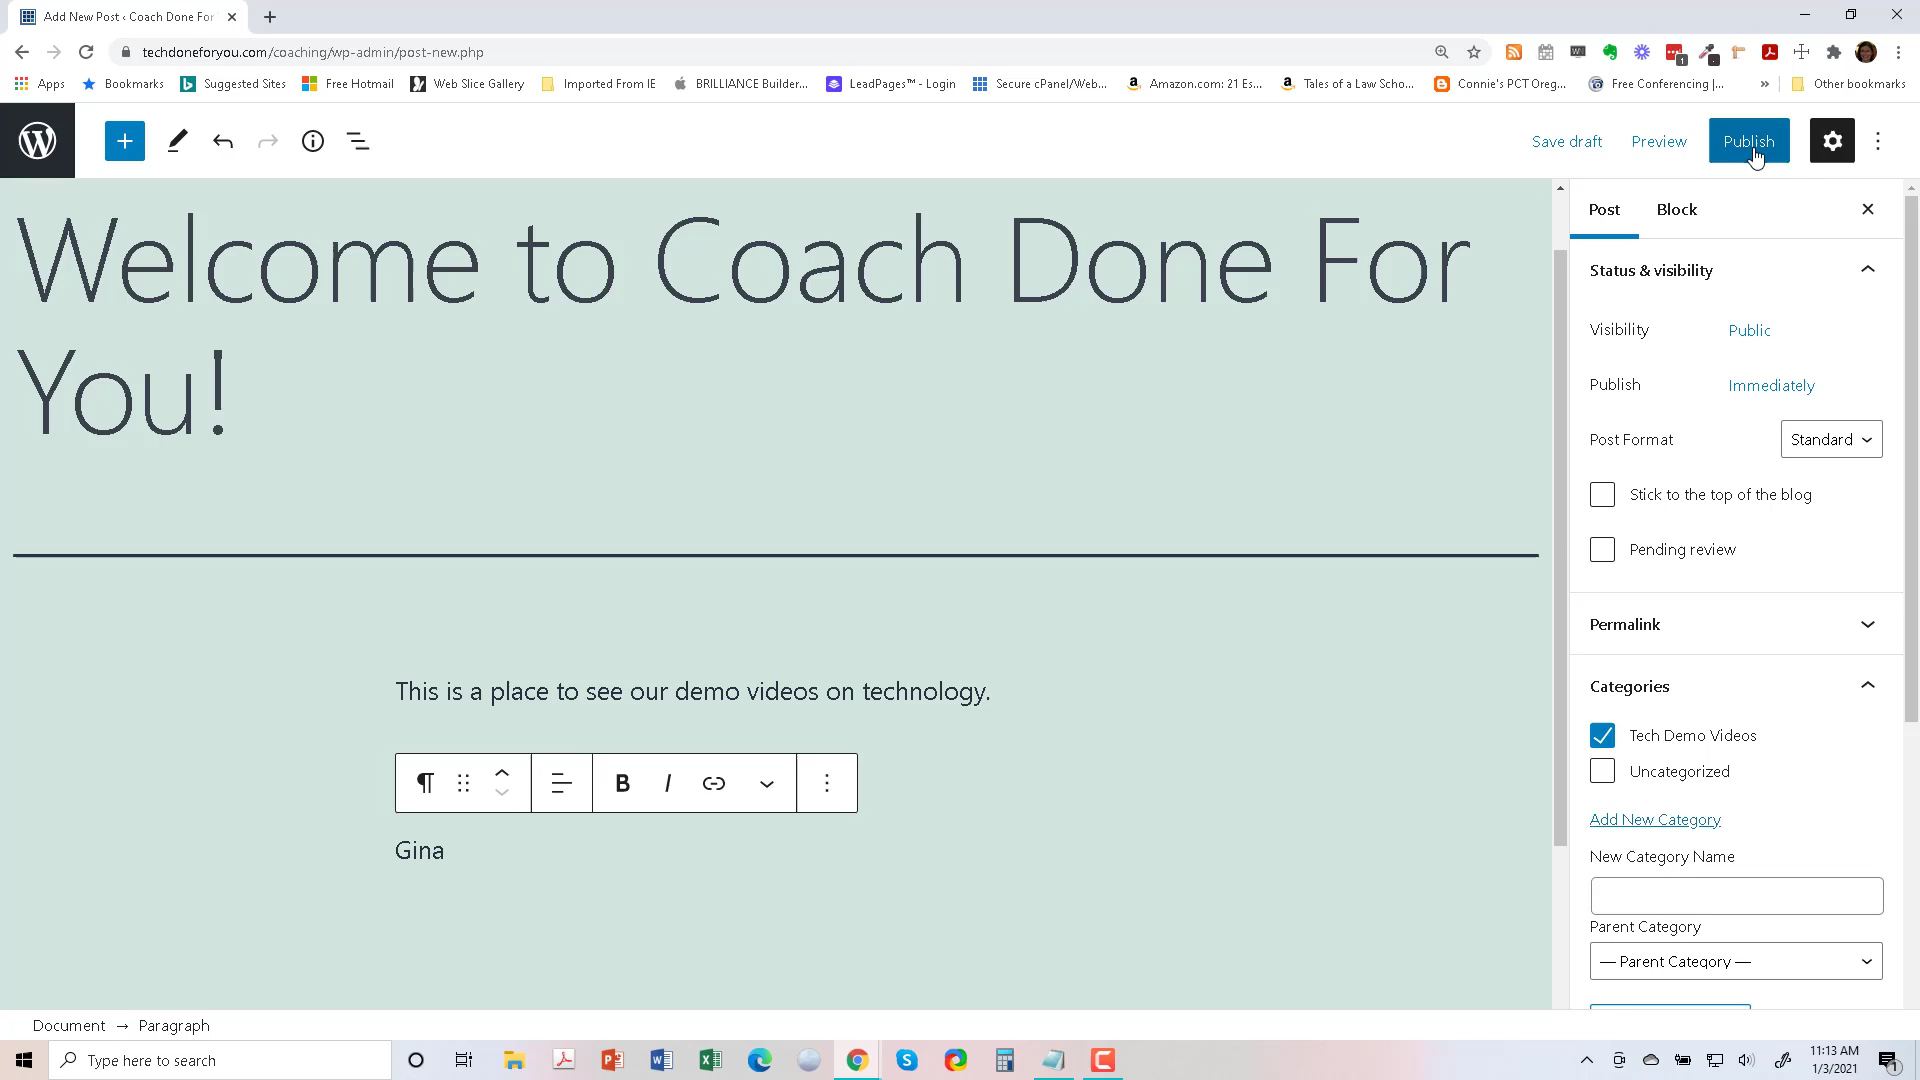 Add New Post ‹ Coach Done For
techdoneforyou.com/coaching/wp-admin/post-new.php
Apps
Bookmarks
Suggested Sites
Free Hotmail
Web Slice Gallery
Imported From IE
BRILLIANCE Builder...
LeadPages™ - Login
Secure cPanel/Web...
Amazon.com: 21 Es...
Tales of a Law Scho...
Connie's PCT Oreg...
Free Conferencing |...
»
Other bookmarks
Save draft
Preview
Publish
Welcome to Coach Done For
You!
This is a place to see our demo videos on technology.
B I
Gina
Post
Block
Status & visibility
Visibility
Public
Publish
Immediately
Post Format
Standard
Stick to the top of the blog
Pending review
Permalink
Categories
Tech Demo Videos
Uncategorized
Add New Category
New Category Name
Parent Category
— Parent Category —
Document → Paragraph
Type here to search
11:13 AM
1/3/2021